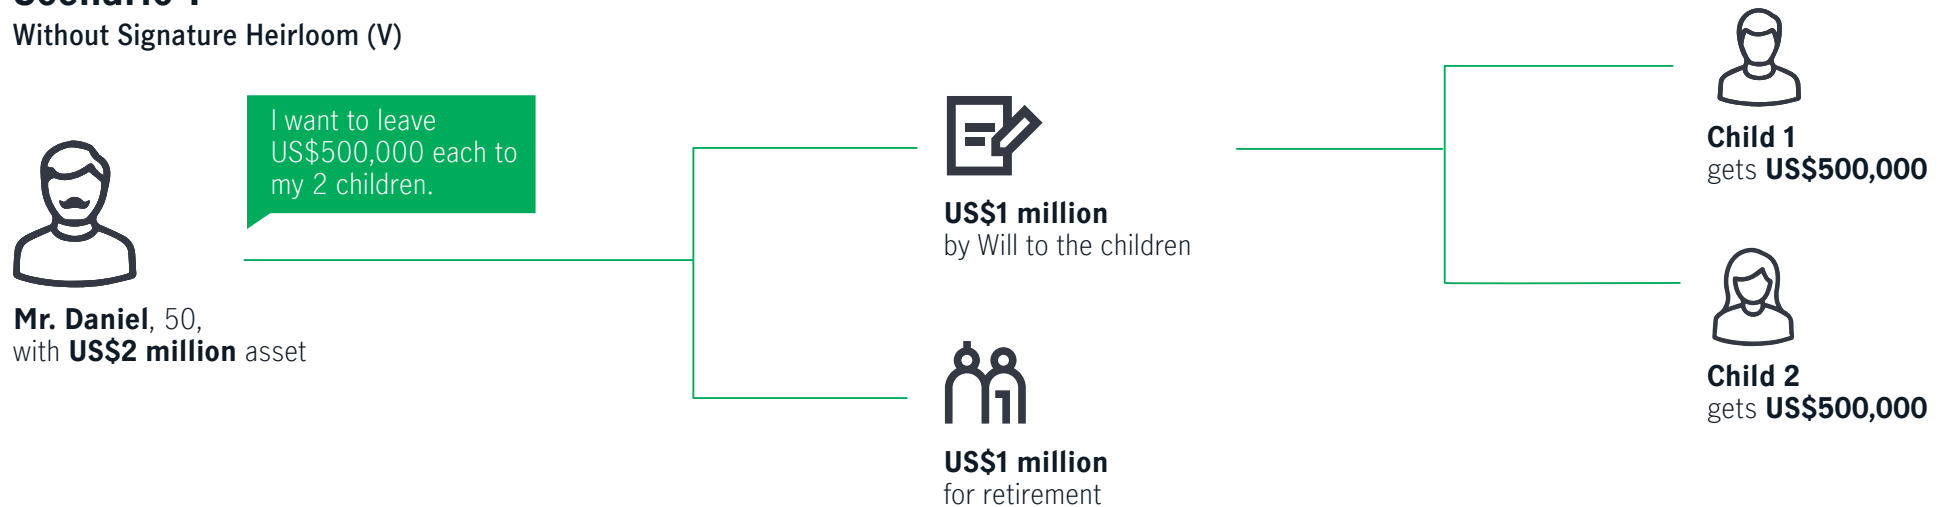 Without Signature Heirloom (V)
I want to leave
US$500,000 each to
my 2 children.
Mr. Daniel, 50,
with US$2 million asset
US$1 million
by Will to the children
US$1 million
for retirement
Child 1
gets US$500,000
Child 2
gets US$500,000